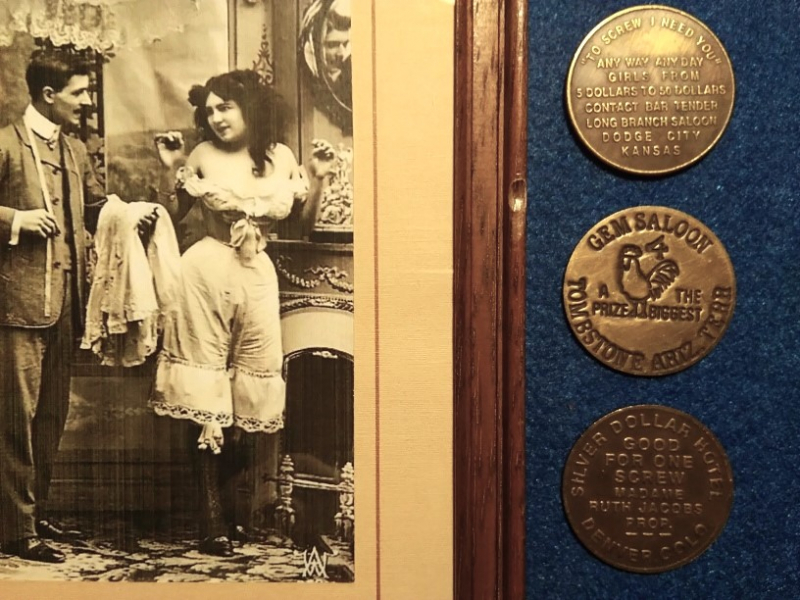 "TO SCREW I NEED YOU"
ANY WAY ANY DAY
GIRLS FROM
5 DOLLARS TO 50 DOLLARS
CONTACT BAR TENDER
LONG BRANCH SALOON
DODGE CITY
KANSAS
GEM SALOON
A THE
PRIZE BIGGEST
TOMBSTONE ARIZ TERR
SILVER DOLLAR HOTEL
GOOD
FOR ONE
SCREW
MADAME
RUTH JACOBS
PROP.
DENVER COLO